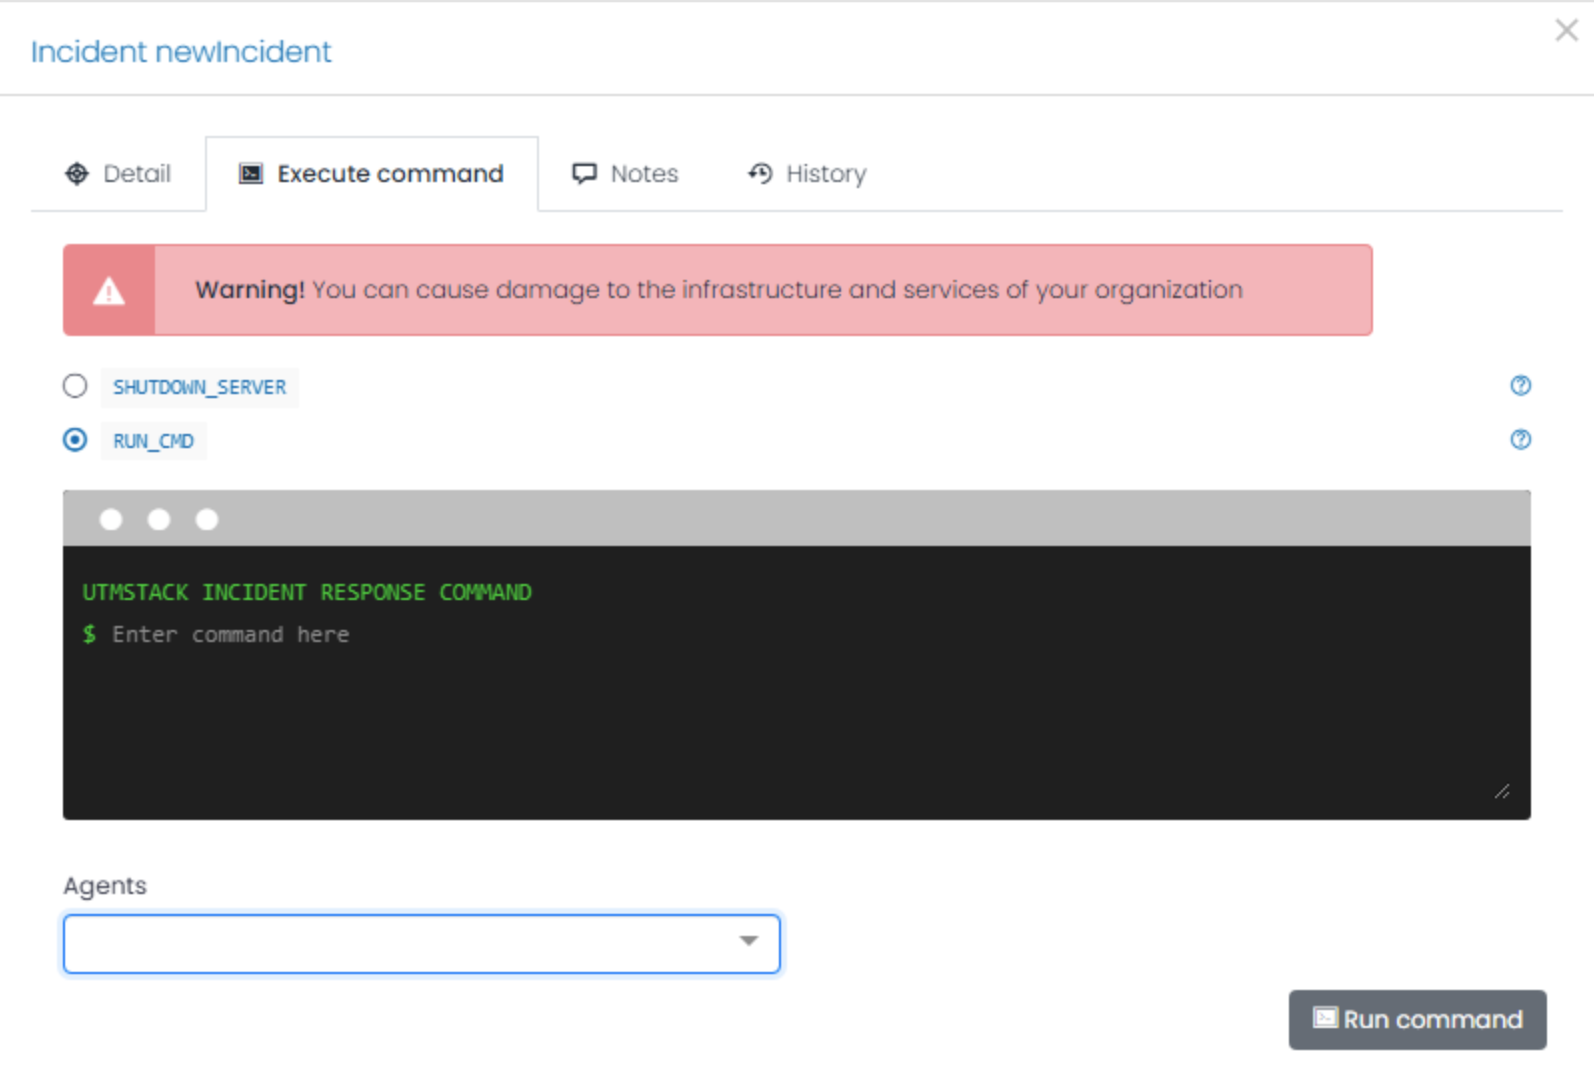 Incident newIncident
Detail
Execute command
Notes
History
Warning! You can cause damage to the infrastructure and services of your organization
SHUTDOWN_SERVER
RUN_CMD
UTMSTACK INCIDENT RESPONSE COMMAND
$ Enter command here
Agents
Run command